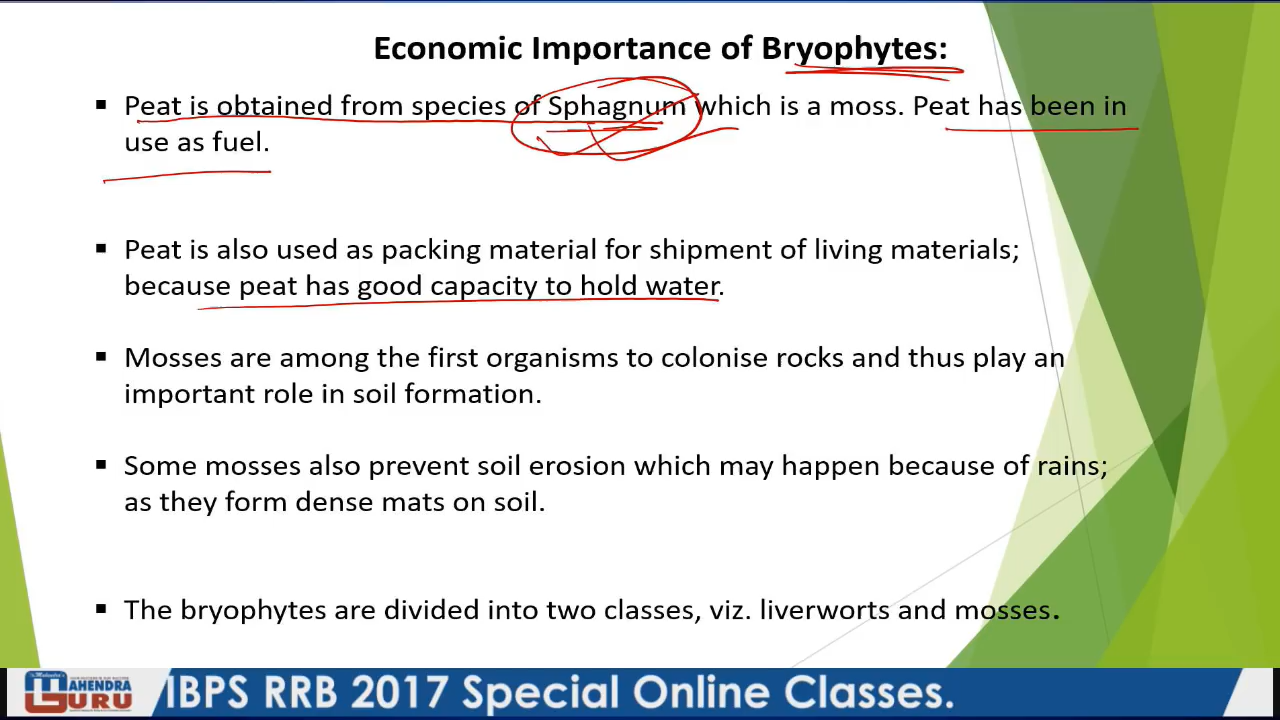 Economic Importance of Bryophytes:
▪ Peat is obtained from species of Sphagnum which is a moss. Peat has been in
use as fuel.
▪ Peat is also used as packing material for shipment of living materials;
because peat has good capacity to hold water.
▪ Mosses are among the first organisms to colonise rocks and thus play an
important role in soil formation.
▪ Some mosses also prevent soil erosion which may happen because of rains;
as they form dense mats on soil.
▪ The bryophytes are divided into two classes, viz. liverworts and mosses.
MAHENDRA
GURU
IBPS RRB 2017 Special Online Classes.